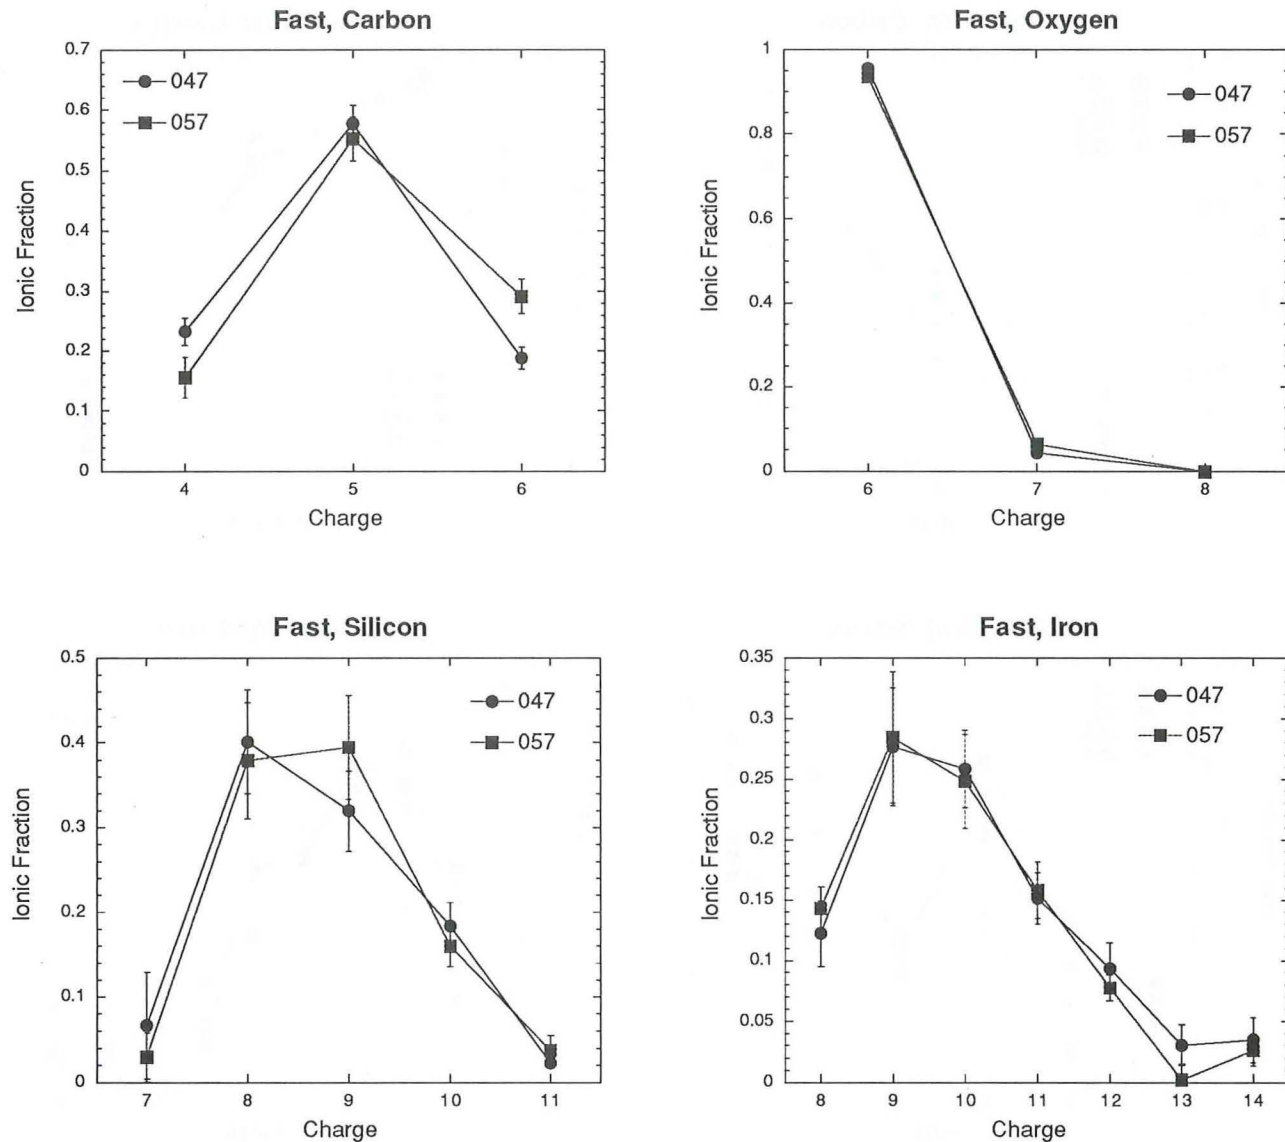 Fast, Carbon
0.7
0.6
0.5
0.4
0.3
0.2
0.1
0
Ionic Fraction
047
057
4 5 6
Charge
Fast, Oxygen
1
0.8
0.6
0.4
0.2
0
Ionic Fraction
047
057
6 7 8
Charge
Fast, Silicon
0.5
0.4
0.3
0.2
0.1
0
Ionic Fraction
047
057
7 8 9 10 11
Charge
Fast, Iron
0.35
0.3
0.25
0.2
0.15
0.1
0.05
0
Ionic Fraction
047
057
8 9 10 11 12 13 14
Charge